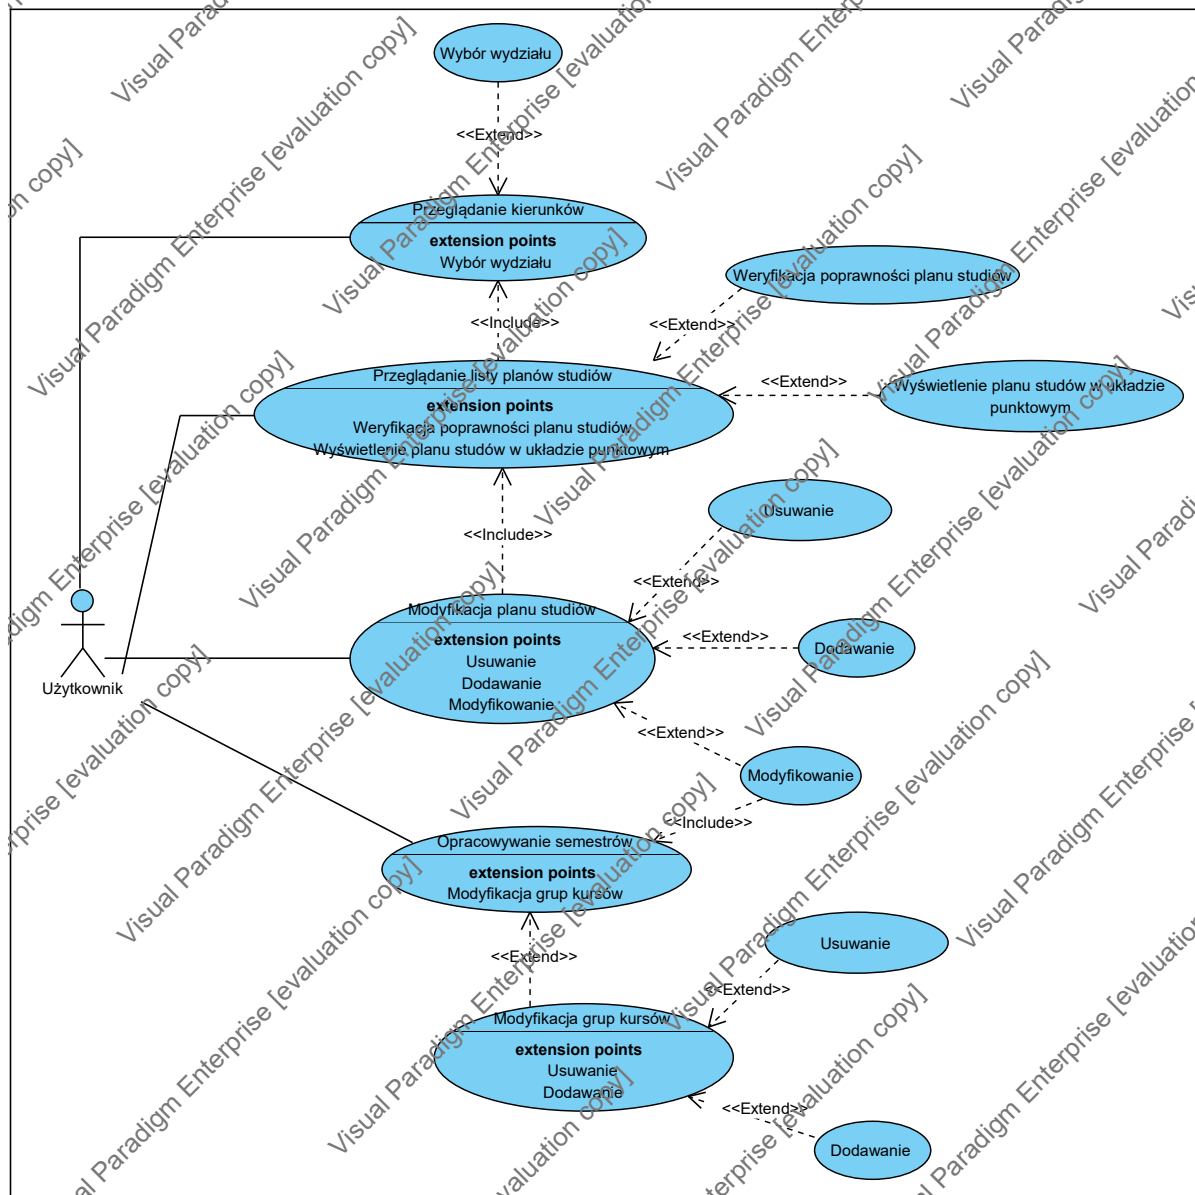 Wybór wydziału
<<Extend>>
Przeglądanie kierunków
extension points
Wybór wydziału
<<Include>>
Weryfikacja poprawności planu studiów
<<Extend>>
Przeglądanie listy planów studiów
extension points
Weryfikacja poprawności planu studiów
Wyświetlenie planu studów w układzie punktowym
<<Extend>>
Wyświetlenie planu studów w układzie
punktowym
<<Include>>
Usuwanie
<<Extend>>
Modyfikacja planu studiów
extension points
Usuwanie
Dodawanie
Modyfikowanie
<<Extend>>
Dodawanie
Użytkownik
<<Extend>>
Modyfikowanie
<<Include>>
Opracowywanie semestrów
extension points
Modyfikacja grup kursów
<<Extend>>
Usuwanie
<<Extend>>
Modyfikacja grup kursów
extension points
Usuwanie
Dodawanie
<<Extend>>
Dodawanie
Visual Paradigm Enterprise [evaluation copy]